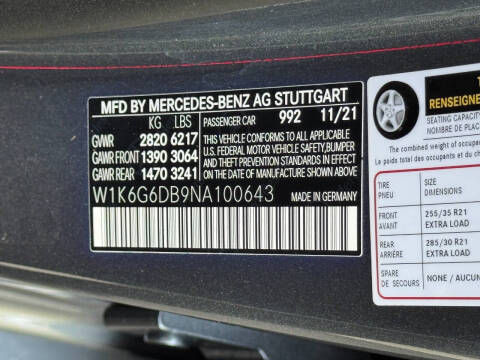 MFD BY MERCEDES-BENZ AG STUTTGART
KG LBS PASSENGER CAR 992 11/21
GVWR 2820 6217
GAWR FRONT 1390 3064
GAWR REAR 1470 3241
THIS VEHICLE CONFORMS TO ALL APPLICABLE
U.S. FEDERAL MOTOR VEHICLE SAFETY, BUMPER
AND THEFT PREVENTION STANDARDS IN EFFECT
ON THE DATE OF MANUFACTURE SHOWN ABOVE
W1K6G6DB9NA100643
MADE IN GERMANY
RENSEIGNE
SEATING CAPACITY
NOMBRE DE PLAC
The combined weight of occupa
Le poids total des occu
TIRE SIZE
PNEU DIMENSIONS
FRONT 255/35 R21
AVANT EXTRA LOAD
REAR 285/30 R21
ARRIÈRE EXTRA LOAD
SPARE NONE / AUCUN
DE SECOURS